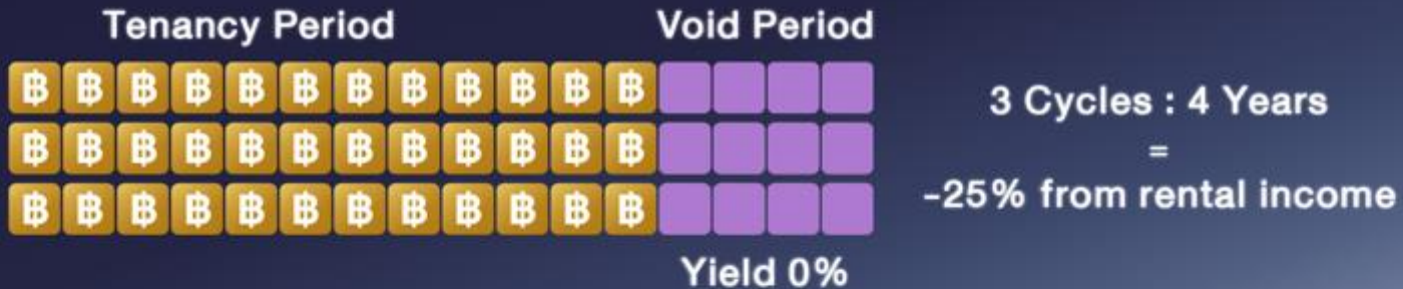 Tenancy Period Void Period
฿ ฿ ฿ ฿ ฿ ฿ ฿ ฿ ฿ ฿ ฿ ฿
฿ ฿ ฿ ฿ ฿ ฿ ฿ ฿ ฿ ฿ ฿ ฿
฿ ฿ ฿ ฿ ฿ ฿ ฿ ฿ ฿ ฿ ฿ ฿
Yield 0%
3 Cycles : 4 Years
=
-25% from rental income